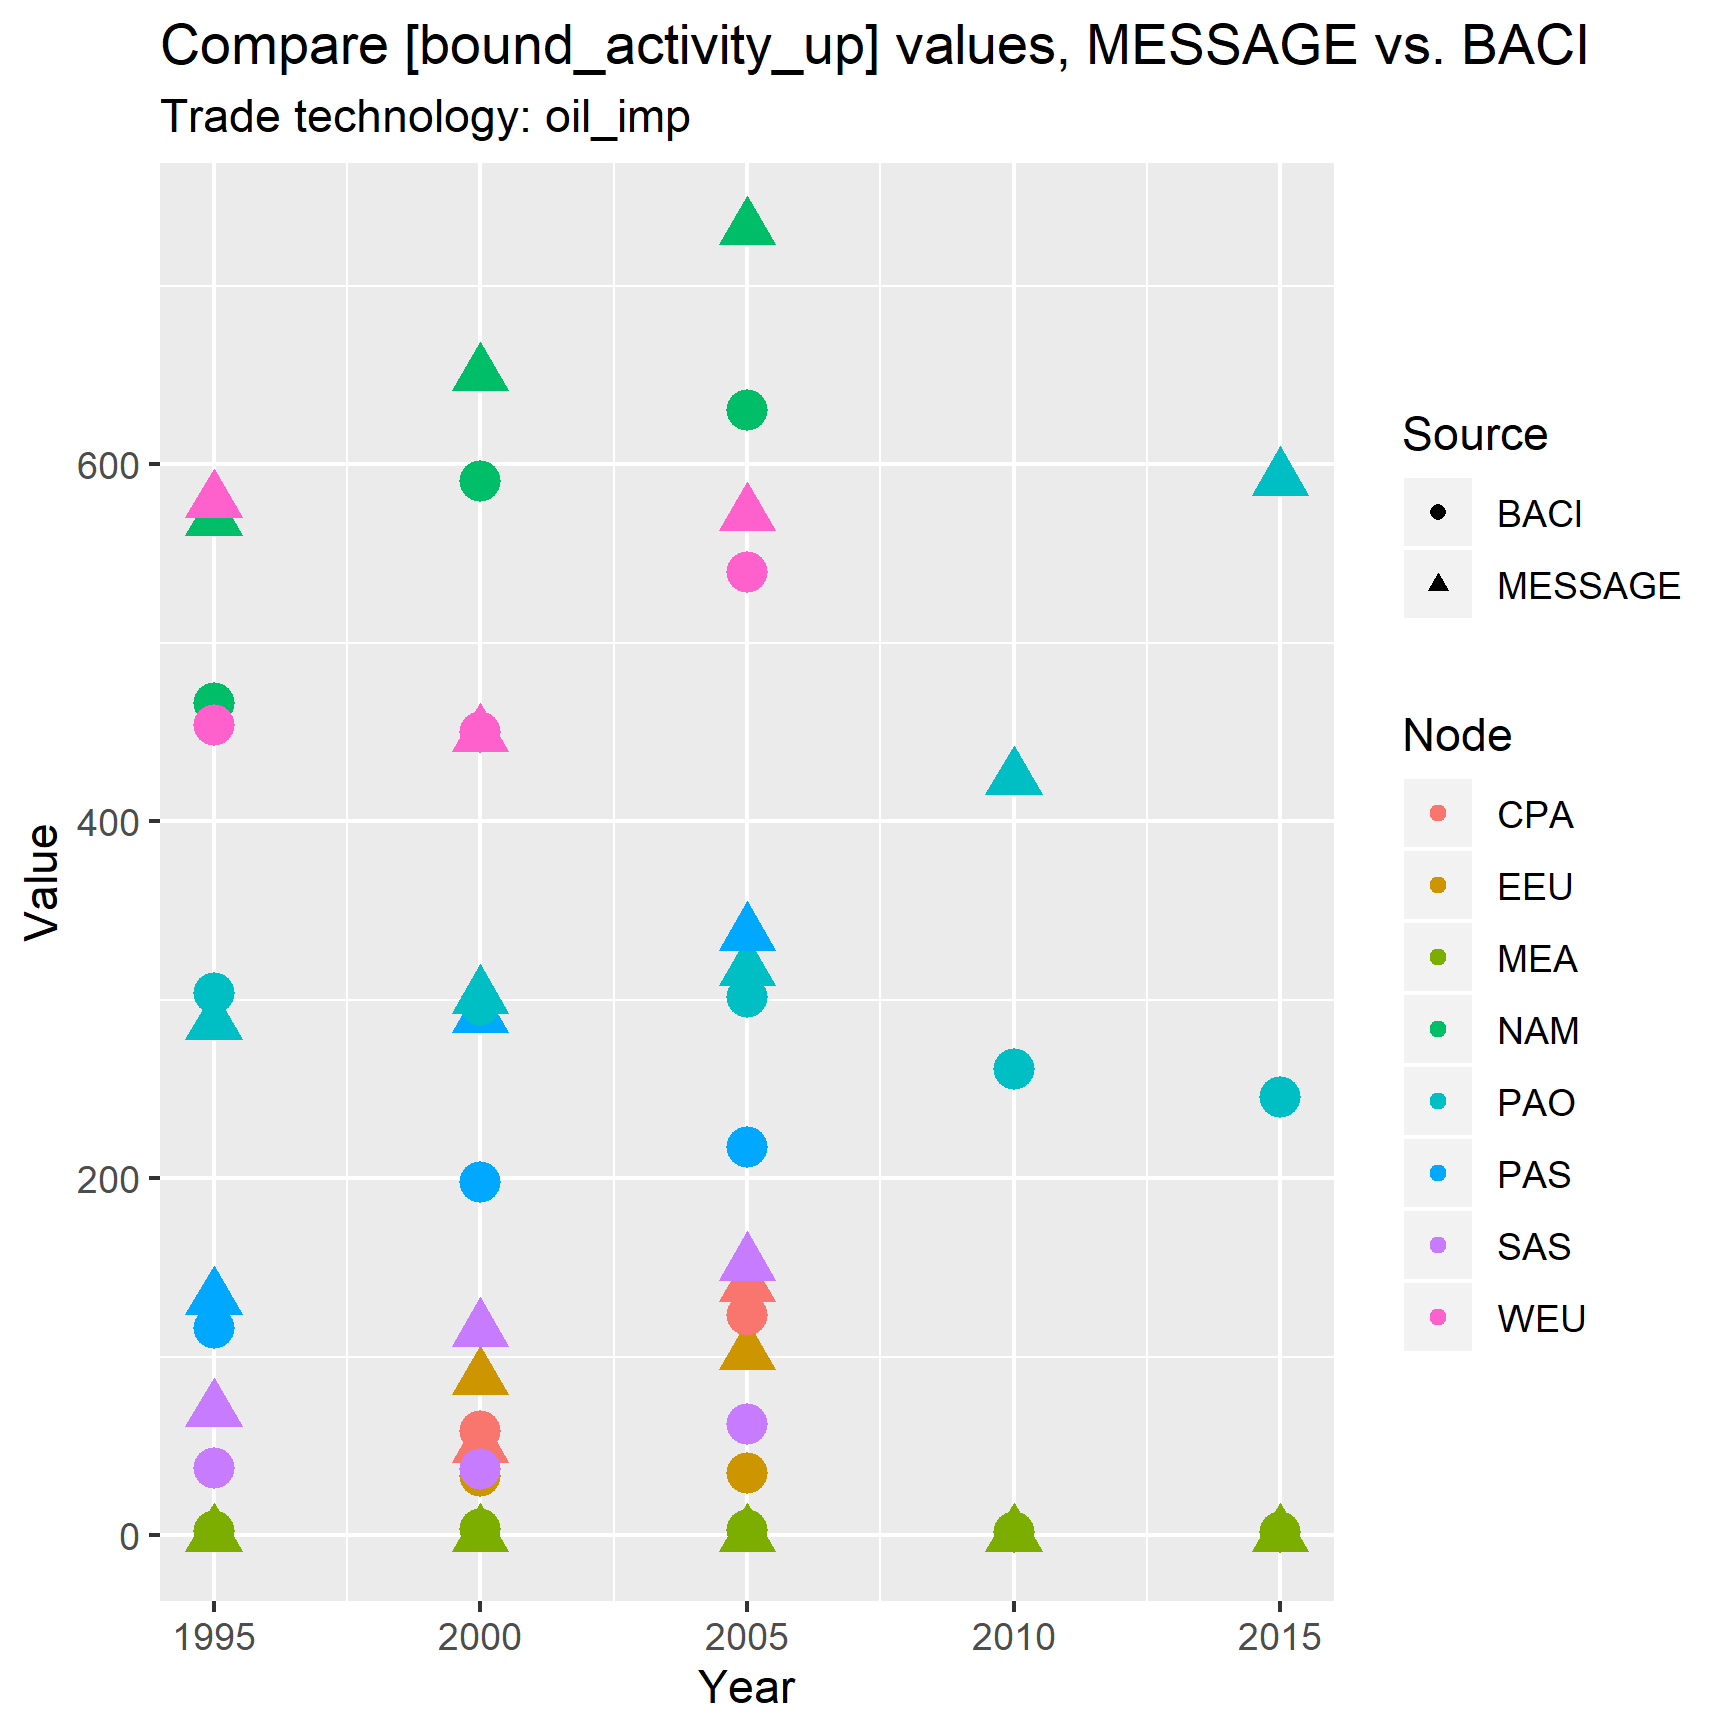 Compare [bound_activity_up] values, MESSAGE vs. BACI
Trade technology: oil_imp
Value
600
400
200
0
1995
2000
2005
2010
2015
Year
Source
BACI
MESSAGE
Node
CPA
EEU
MEA
NAM
PAO
PAS
SAS
WEU